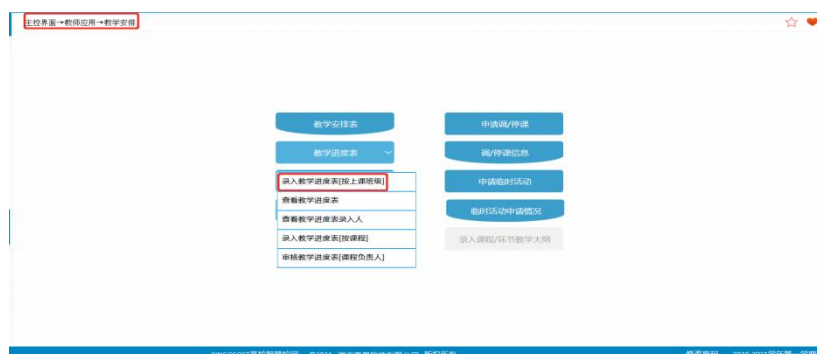 主控界面→教师应用→教学安排
教学安排表
申请调/停课
教学进度表
调/停课信息
录入教学进度表[按上课班级]
申请临时活动
查看教学进度表
查看教学进度表录入人
临时活动申请情况
录入教学进度表[按课程]
录入课程/环节教学大纲
审核教学进度表[课程负责人]